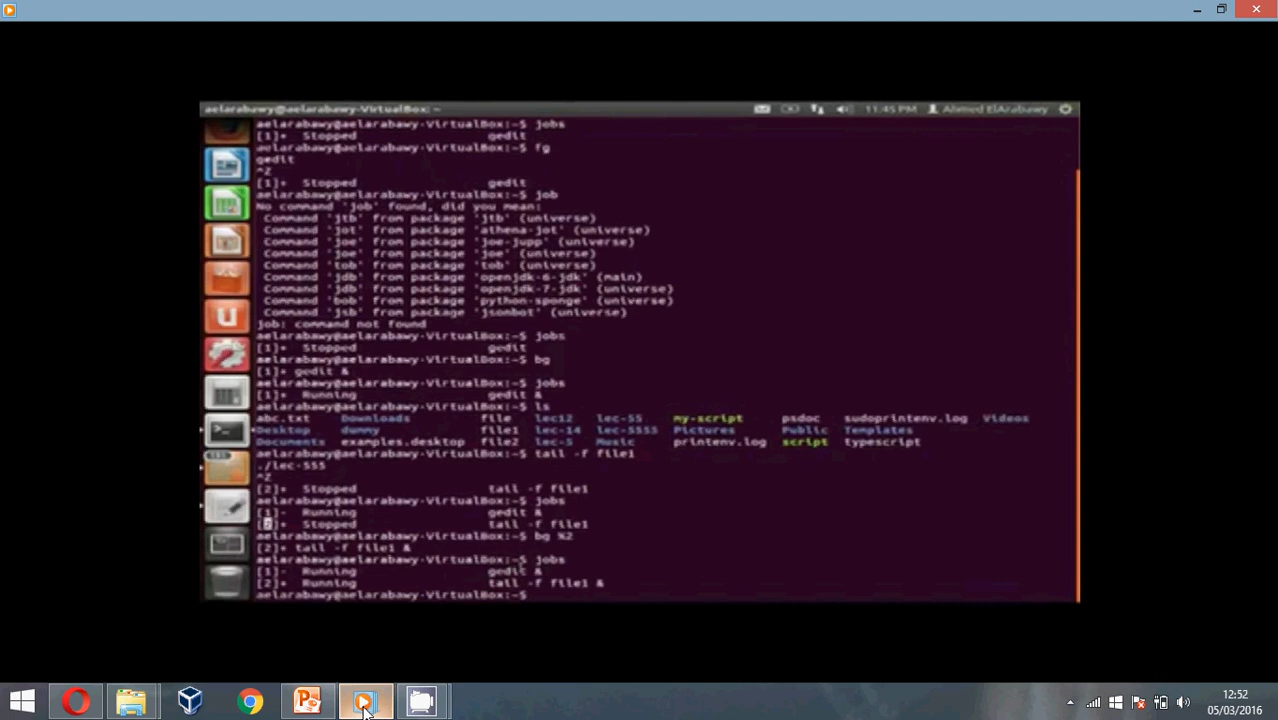 aelarabawy@aelarabawy-VirtualBox: ~ 11:45 PM Ahmed ElArabawy
aelarabawy@aelarabawy-VirtualBox:~$ jobs
[1]+ Stopped gedit
aelarabawy@aelarabawy-VirtualBox:~$ fg
gedit
^Z
[1]+ Stopped gedit
aelarabawy@aelarabawy-VirtualBox:~$ job
No command 'job' found, did you mean:
Command 'jtb' from package 'jtb' (universe)
Command 'jot' from package 'athena-jot' (universe)
Command 'joe' from package 'joe-jupp' (universe)
Command 'joe' from package 'joe' (universe)
Command 'tob' from package 'tob' (universe)
Command 'jdb' from package 'openjdk-6-jdk' (main)
Command 'jdb' from package 'openjdk-7-jdk' (universe)
Command 'bob' from package 'python-sponge' (universe)
Command 'jsb' from package 'jsonbot' (universe)
job: command not found
aelarabawy@aelarabawy-VirtualBox:~$ jobs
[1]+ Stopped gedit
aelarabawy@aelarabawy-VirtualBox:~$ bg
[1]+ gedit &
aelarabawy@aelarabawy-VirtualBox:~$ jobs
[1]+ Running gedit &
aelarabawy@aelarabawy-VirtualBox:~$ ls
abc.txt Downloads file lec12 lec-55 my-script psdoc sudoprintenv.log Videos
Desktop dummy file1 lec-14 lec-5555 Pictures Public Templates
Documents examples.desktop file2 lec-5 Music printenv.log script typescript
aelarabawy@aelarabawy-VirtualBox:~$ tail -f file1
./lec-555
^Z
[2]+ Stopped tail -f file1
aelarabawy@aelarabawy-VirtualBox:~$ jobs
[1]- Running gedit &
[2]+ Stopped tail -f file1
aelarabawy@aelarabawy-VirtualBox:~$ bg %2
[2]+ tail -f file1 &
aelarabawy@aelarabawy-VirtualBox:~$ jobs
[1]- Running gedit &
[2]+ Running tail -f file1 &
aelarabawy@aelarabawy-VirtualBox:~$
12:52
05/03/2016